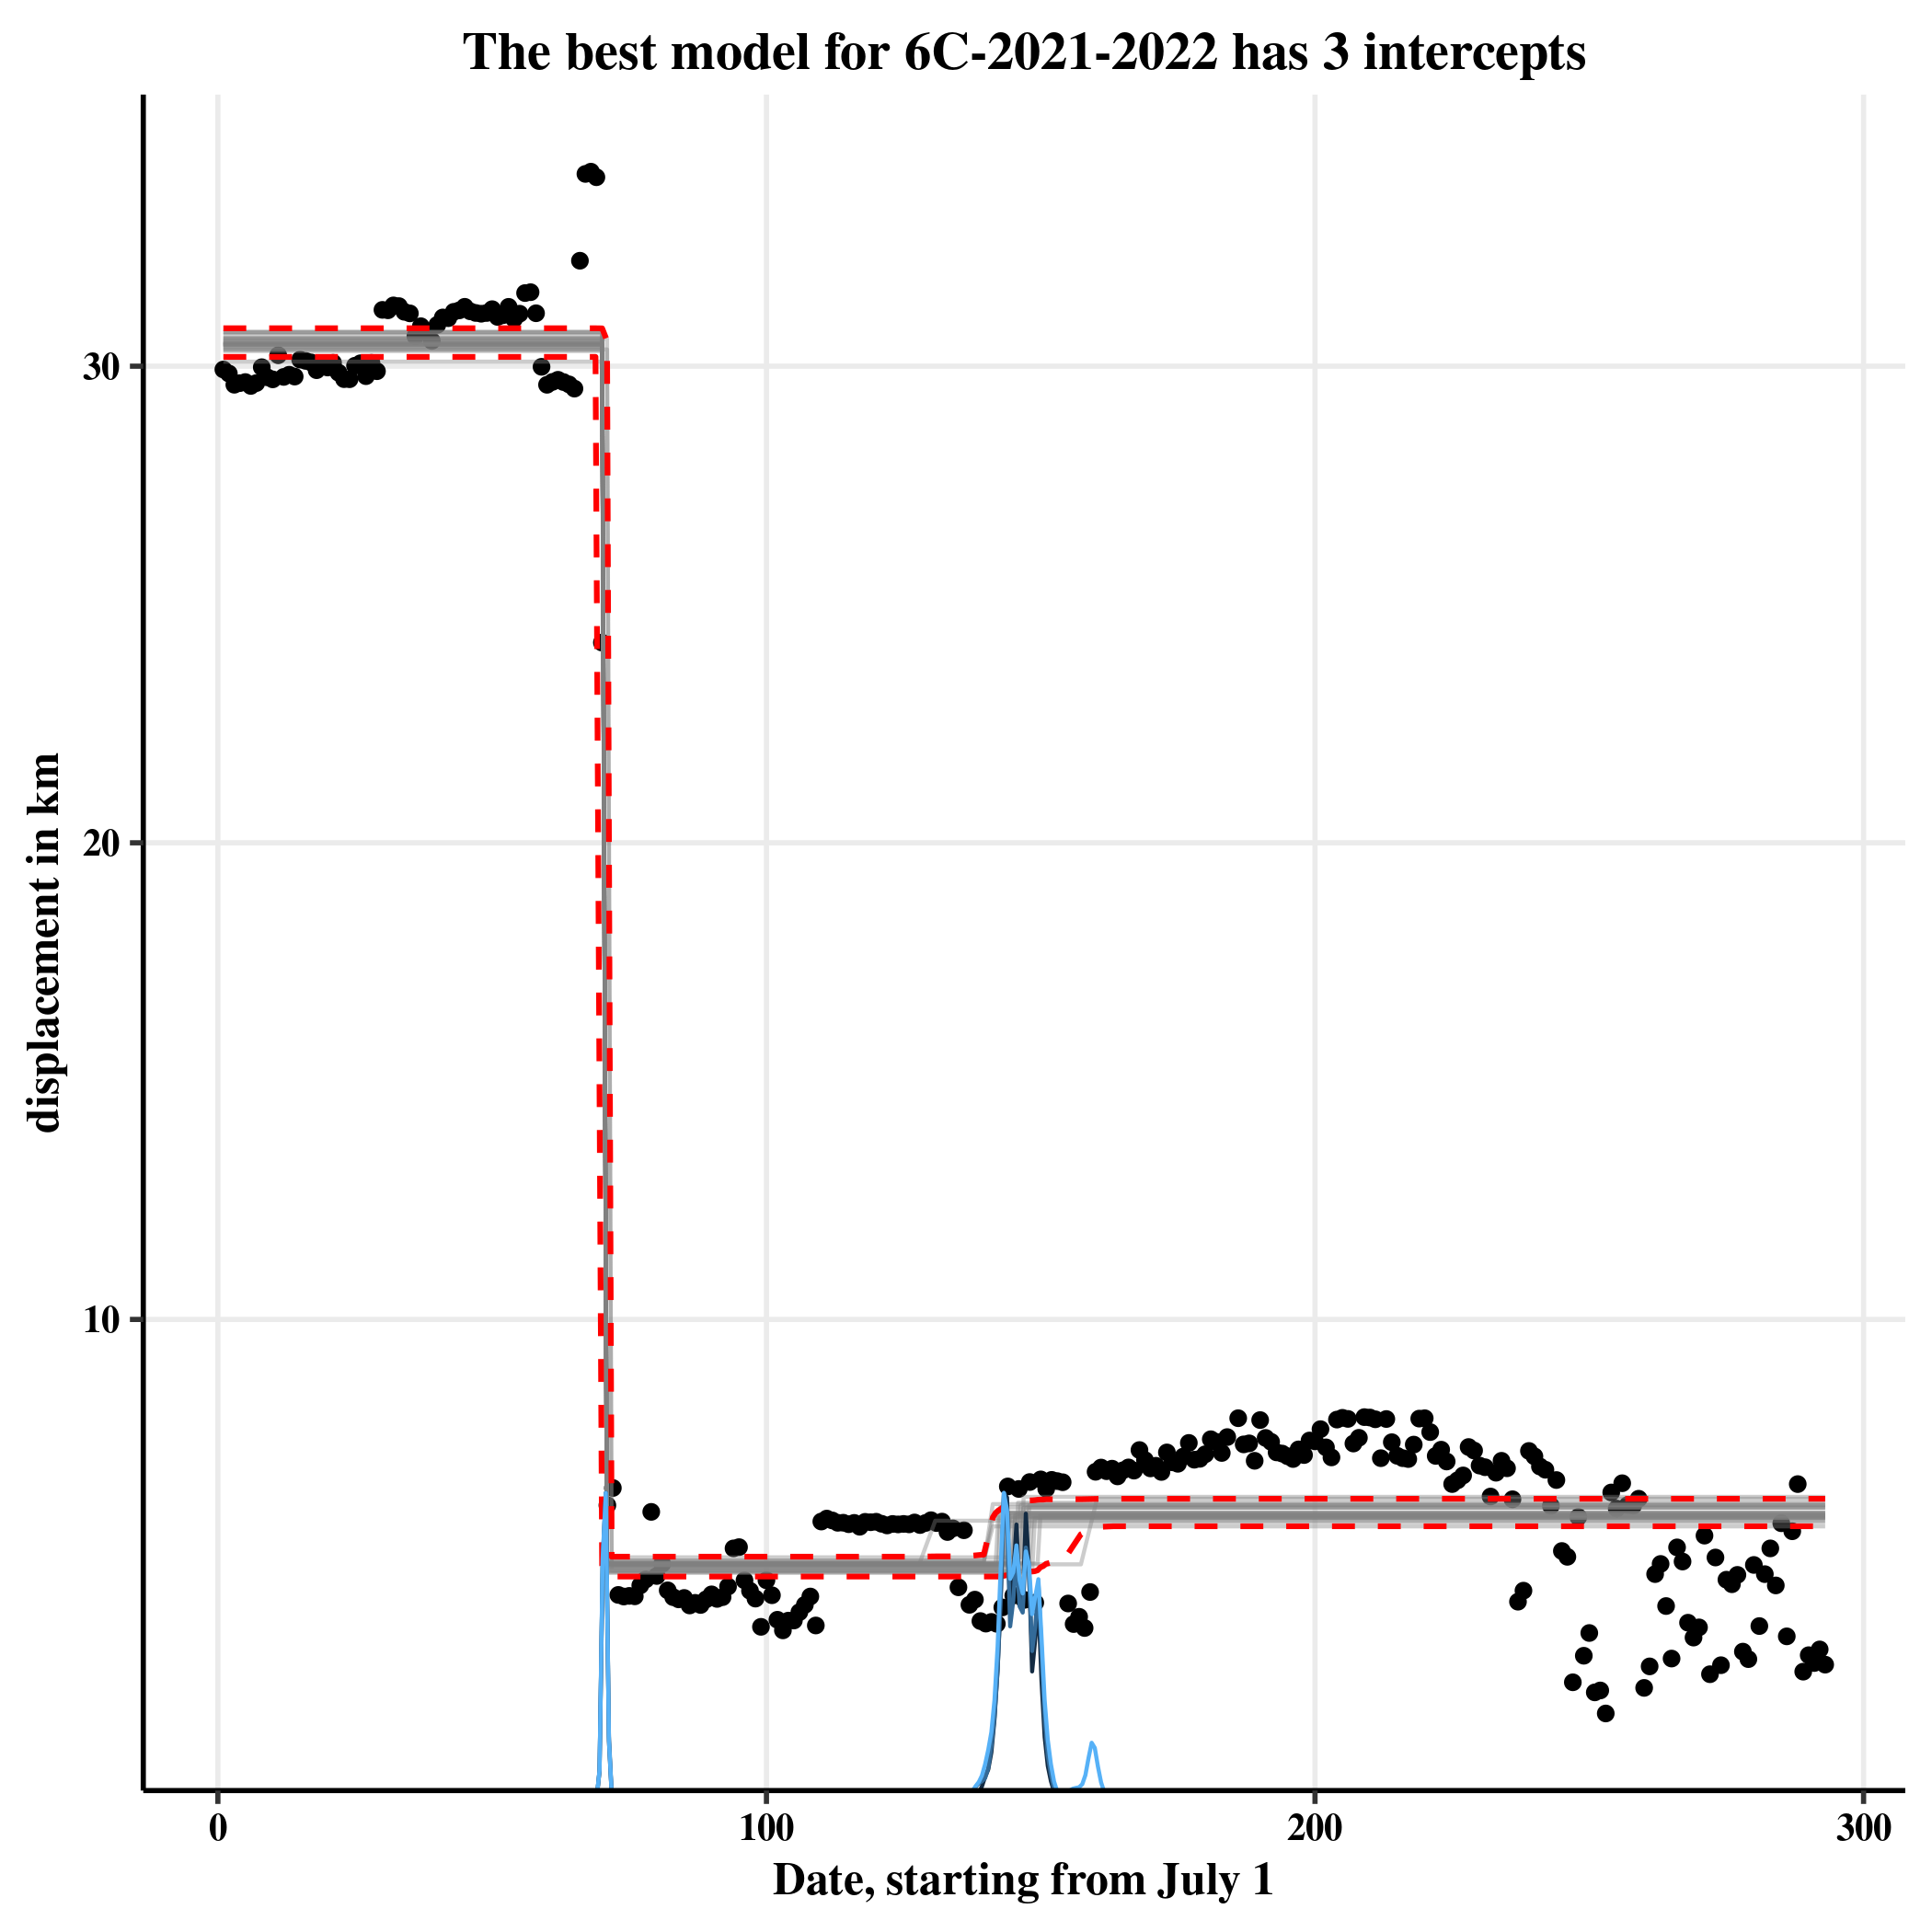 The best model for 6C-2021-2022 has 3 intercepts
displacement in km
30
20
10
0
100
200
300
Date, starting from July 1